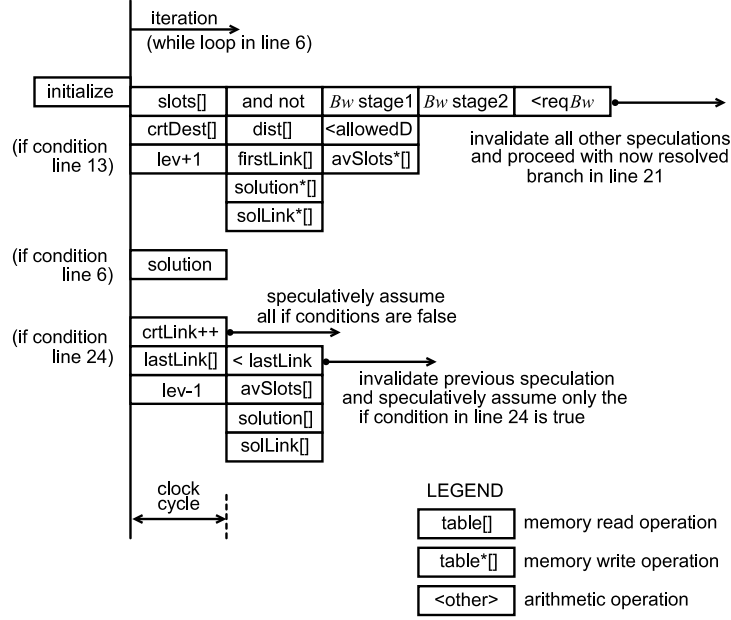 iteration
(while loop in line 6)
initialize
slots[] and not Bw stage1 Bw stage2 <reqBw
crtDest[] dist[] <allowedD
(if condition line 13)
lev+1 firstLink[] avSlots*[]
solution*[]
solLink*[]
invalidate all other speculations
and proceed with now resolved
branch in line 21
(if condition
line 6)
solution
speculatively assume
all if conditions are false
(if condition
line 24)
crtLink++
lastLink[] < lastLink
lev-1 avSlots[]
solution[]
solLink[]
invalidate previous speculation
and speculatively assume only the
if condition in line 24 is true
clock
cycle
LEGEND
table[] memory read operation
table*[] memory write operation
<other> arithmetic operation